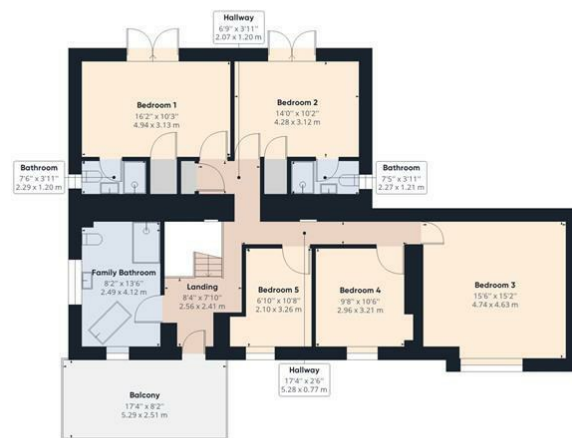 Hallway
6'9" x 3'11"
2.07 x 1.20 m
Bedroom 1
16'2" x 10'3"
4.94 x 3.13 m
Bedroom 2
14'0" x 10'2"
4.28 x 3.12 m
Bathroom
7'6" x 3'11"
2.29 x 1.20 m
Bathroom
7'5" x 3'11"
2.27 x 1.21 m
Family Bathroom
8'2" x 13'6"
2.49 x 4.12 m
Landing
8'4" x 7'10"
2.56 x 2.41 m
Bedroom 5
6'10" x 10'8"
2.10 x 3.26 m
Bedroom 4
9'8" x 10'6"
2.96 x 3.21 m
Bedroom 3
15'6" x 15'2"
4.74 x 4.63 m
Hallway
17'4" x 2'6"
5.28 x 0.77 m
Balcony
17'4" x 8'2"
5.29 x 2.51 m